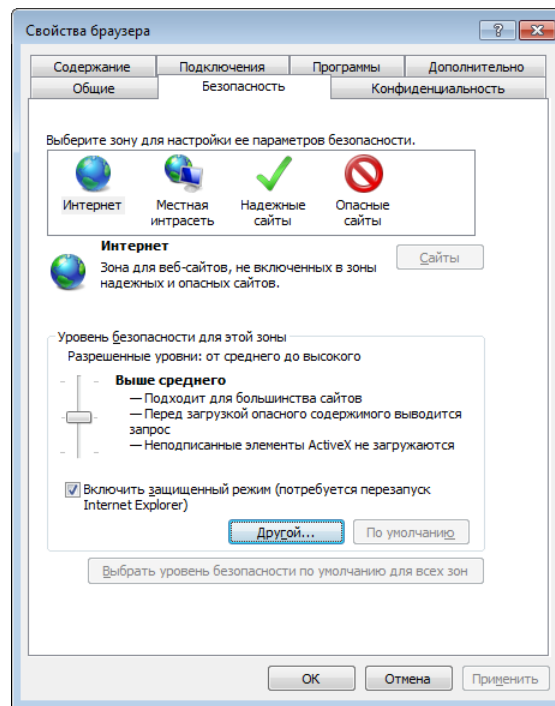 Свойства браузера
Содержание Подключения Программы Дополнительно
Общие Безопасность Конфиденциальность
Выберите зону для настройки ее параметров безопасности.
Интернет Местная Надежные Опасные
интрасеть сайты сайты
Интернет
Сайты
Зона для веб-сайтов, не включенных в зоны
надежных и опасных сайтов.
Уровень безопасности для этой зоны
Разрешенные уровни: от среднего до высокого
Выше среднего
— Подходит для большинства сайтов
— Перед загрузкой опасного содержимого выводится
запрос
— Неподписанные элементы ActiveX не загружаются
Включить защищенный режим (потребуется перезапуск
Internet Explorer)
Другой... По умолчанию
Выбрать уровень безопасности по умолчанию для всех зон
ОК Отмена Применить